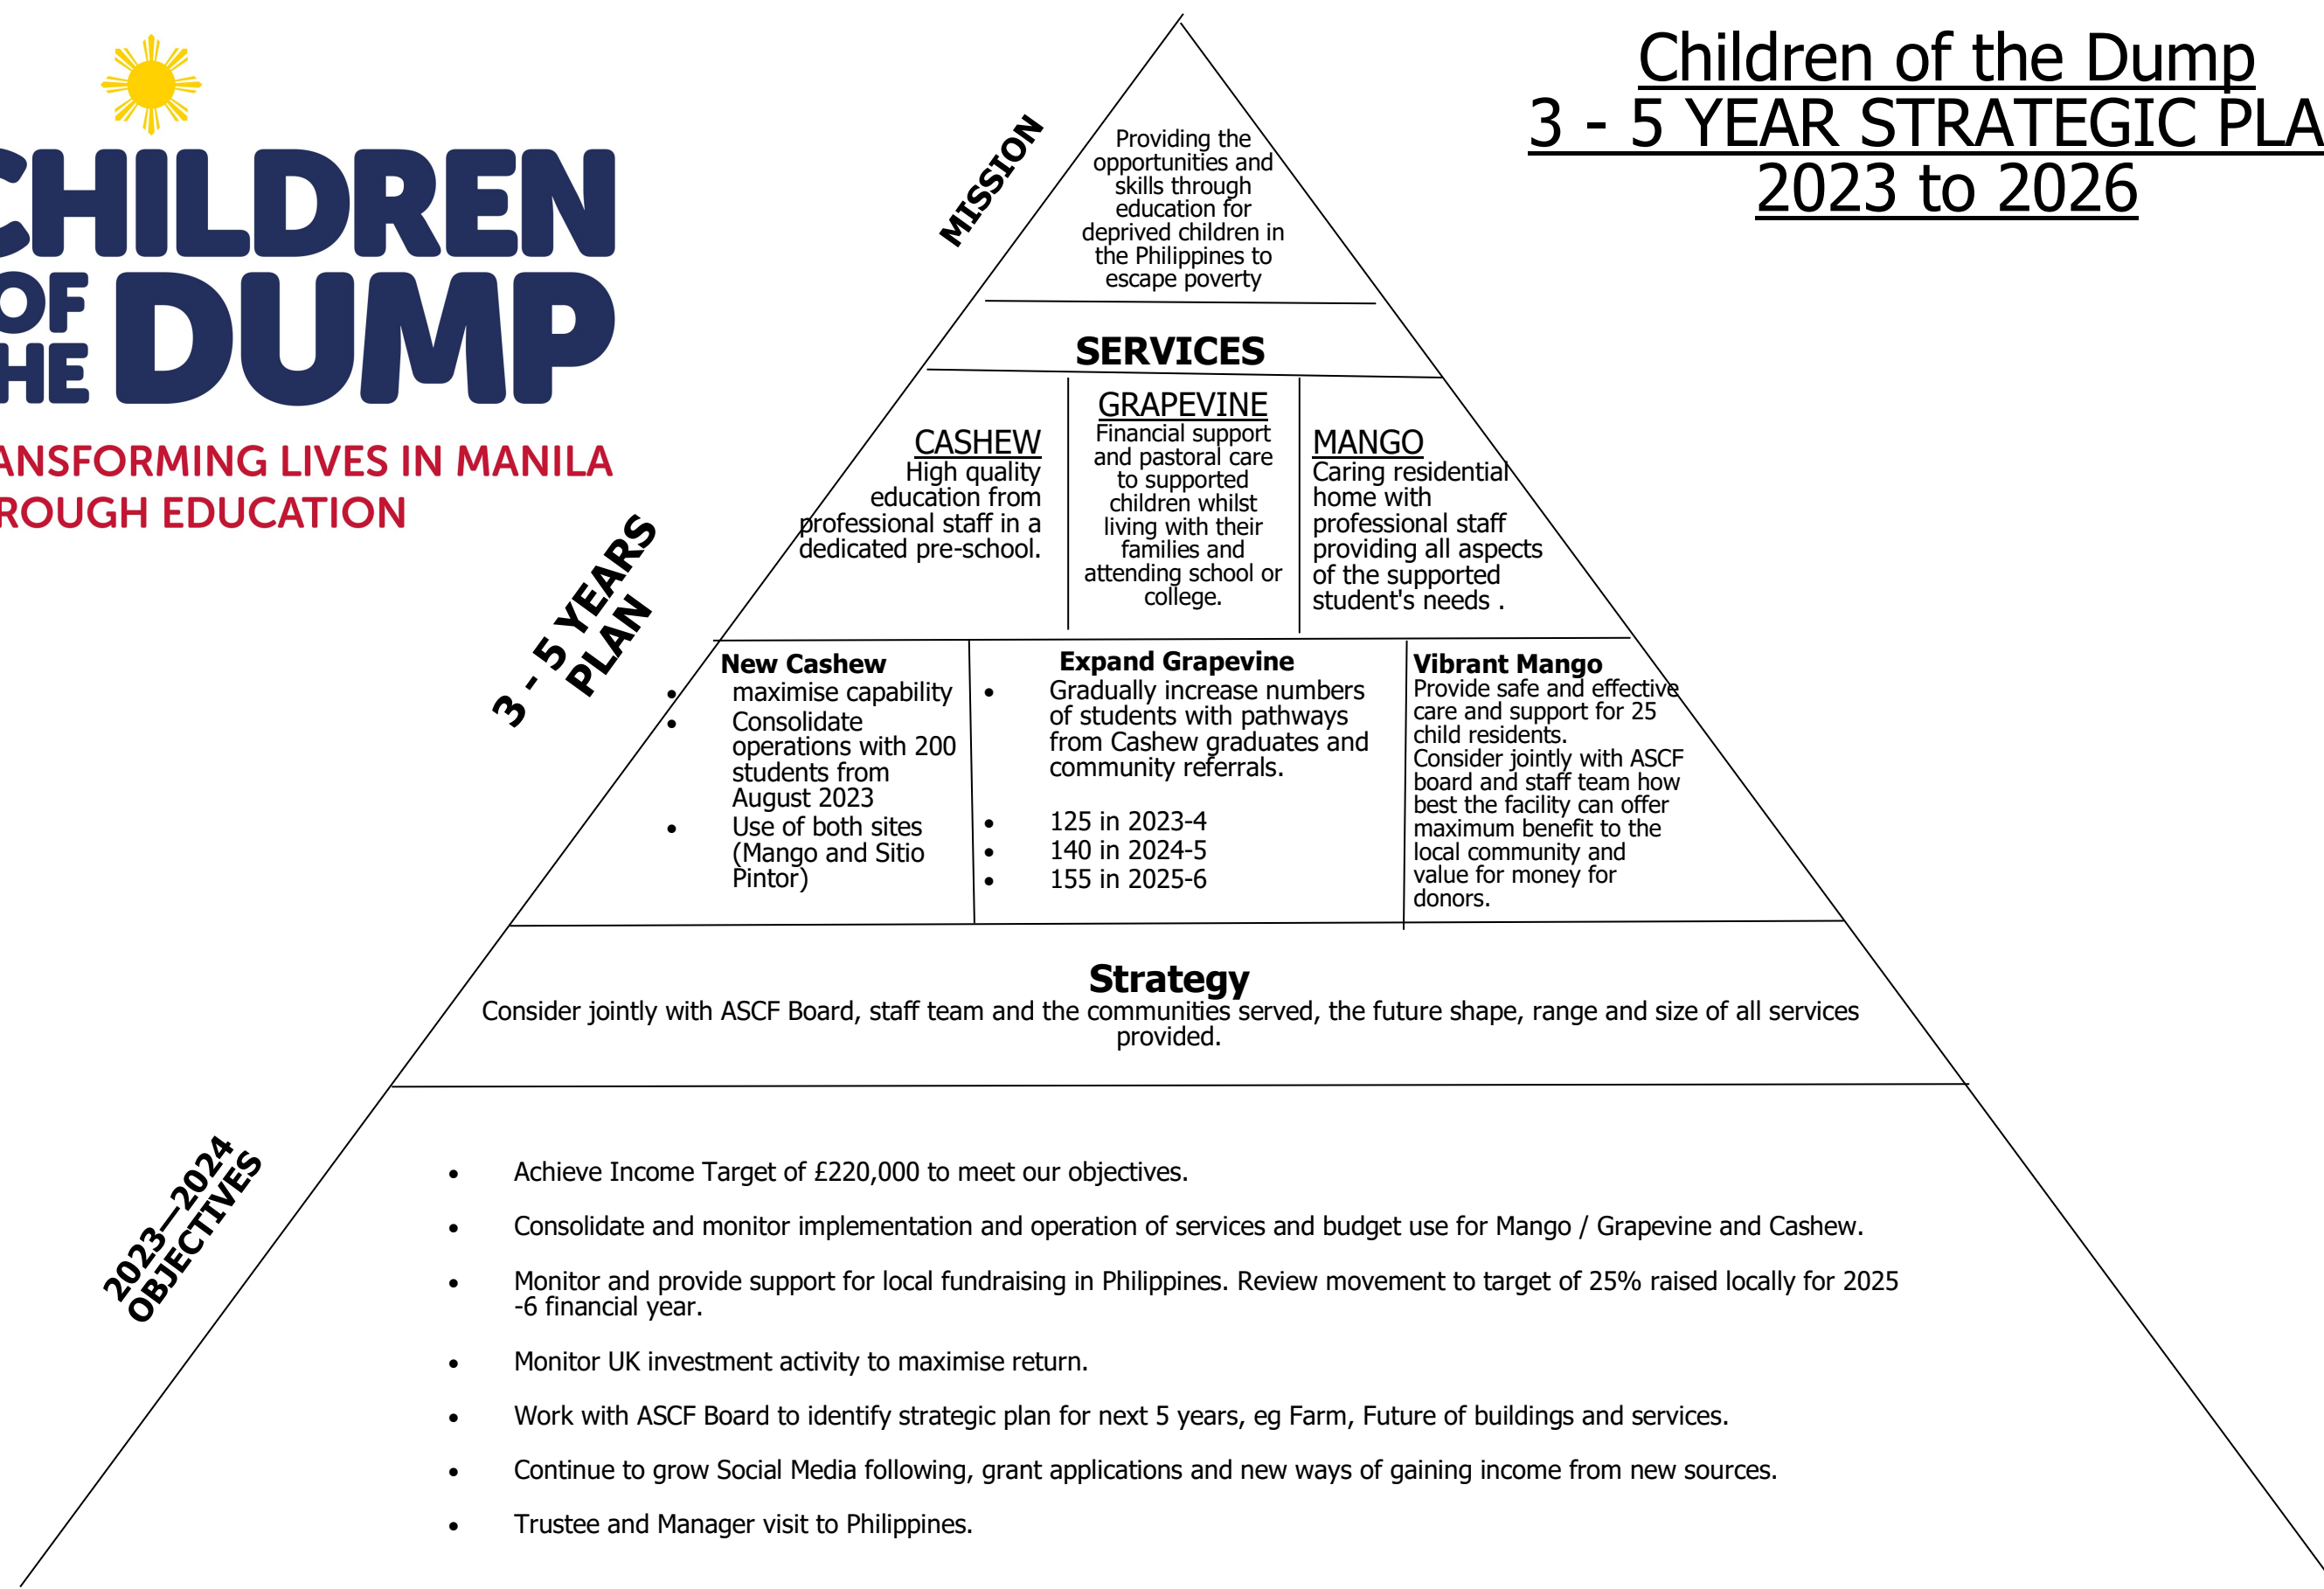 CHILDREN
OF
THE DUMP
ANSFORMING LIVES IN MANILA
ROUGH EDUCATION
Children of the Dump
3 - 5 YEAR STRATEGIC PLA
2023 to 2026
MISSION
Providing the
opportunities and
skills through
education for
deprived children in
the Philippines to
escape poverty
SERVICES
CASHEW
High quality
education from
professional staff in a
dedicated pre-school.
GRAPEVINE
Financial support
and pastoral care
to supported
children whilst
living with their
families and
attending school or
college.
MANGO
Caring residential
home with
professional staff
providing all aspects
of the supported
student's needs .
3 - 5 YEARS
PLAN
New Cashew
• maximise capability
• Consolidate
operations with 200
students from
August 2023
• Use of both sites
(Mango and Sitio
Pintor)
Expand Grapevine
• Gradually increase numbers
of students with pathways
from Cashew graduates and
community referrals.
• 125 in 2023-4
• 140 in 2024-5
• 155 in 2025-6
Vibrant Mango
Provide safe and effective
care and support for 25
child residents.
Consider jointly with ASCF
board and staff team how
best the facility can offer
maximum benefit to the
local community and
value for money for
donors.
Strategy
Consider jointly with ASCF Board, staff team and the communities served, the future shape, range and size of all services
provided.
2023—2024
OBJECTIVES
• Achieve Income Target of £220,000 to meet our objectives.
• Consolidate and monitor implementation and operation of services and budget use for Mango / Grapevine and Cashew.
• Monitor and provide support for local fundraising in Philippines. Review movement to target of 25% raised locally for 2025
-6 financial year.
• Monitor UK investment activity to maximise return.
• Work with ASCF Board to identify strategic plan for next 5 years, eg Farm, Future of buildings and services.
• Continue to grow Social Media following, grant applications and new ways of gaining income from new sources.
• Trustee and Manager visit to Philippines.